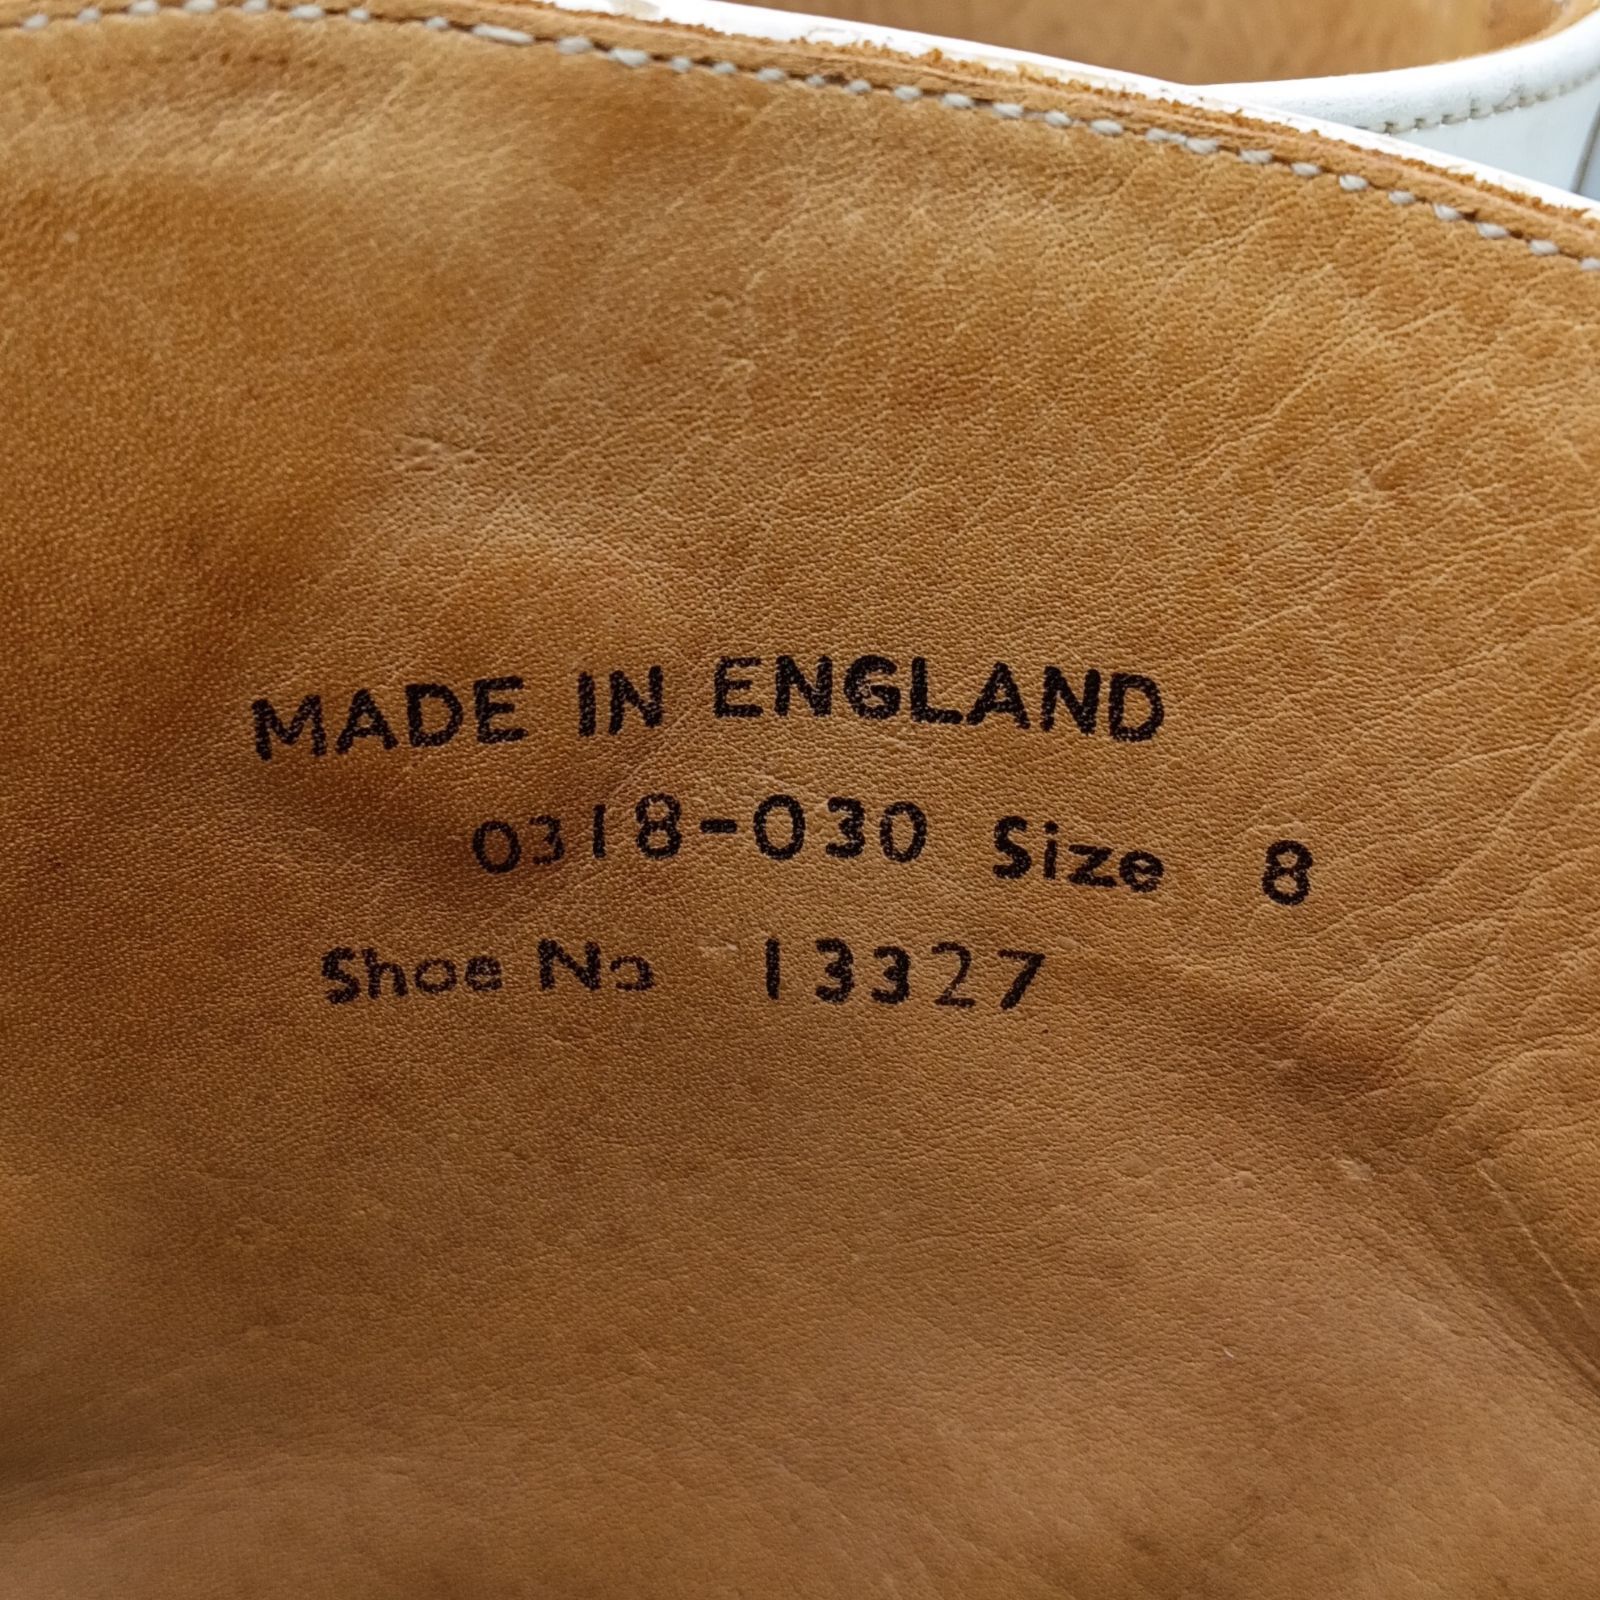 MADE IN ENGLAND
0318-030 Size 8
Shoe No 13327